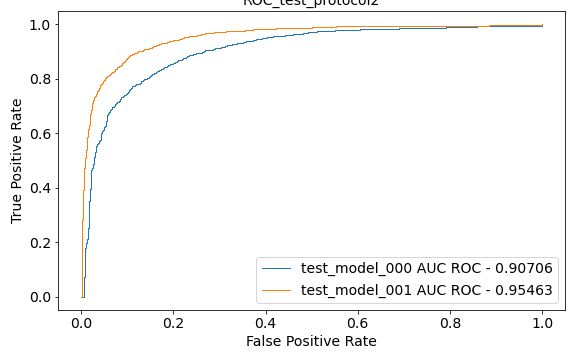 ROC_test_protocol2
1.0
0.8
0.6
0.4
0.2
0.0
True Positive Rate
test_model_000 AUC ROC - 0.90706
test_model_001 AUC ROC - 0.95463
0.0 0.2 0.4 0.6 0.8 1.0
False Positive Rate